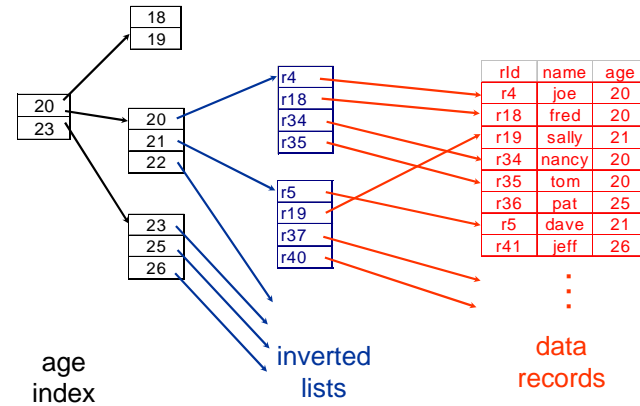 18
19
20
23
20
21
22
23
25
26
age
index
r4
r18
r34
r35
r5
r19
r37
r40
inverted
lists
rId name age
r4 joe 20
r18 fred 20
r19 sally 21
r34 nancy 20
r35 tom 20
r36 pat 25
r5 dave 21
r41 jeff 26
data
records